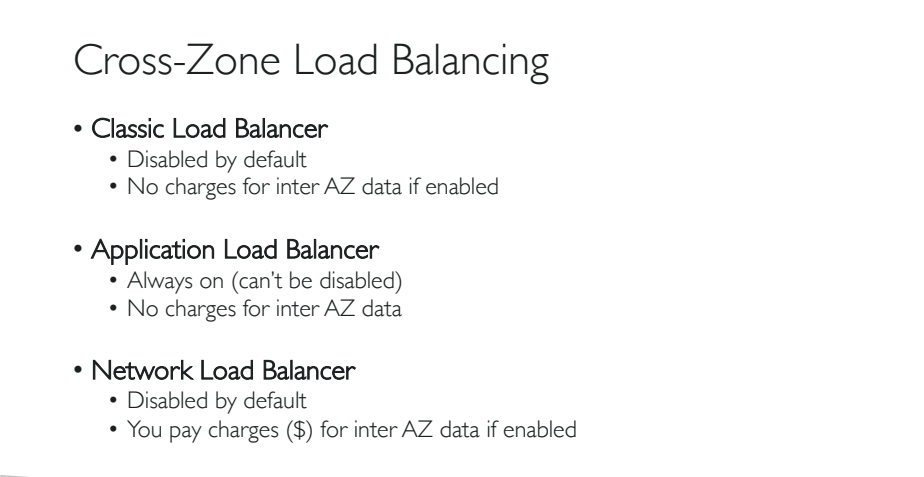 Cross-Zone Load Balancing
• Classic Load Balancer
• Disabled by default
• No charges for inter AZ data if enabled
• Application Load Balancer
• Always on (can’t be disabled)
• No charges for inter AZ data
• Network Load Balancer
• Disabled by default
• You pay charges ($) for inter AZ data if enabled